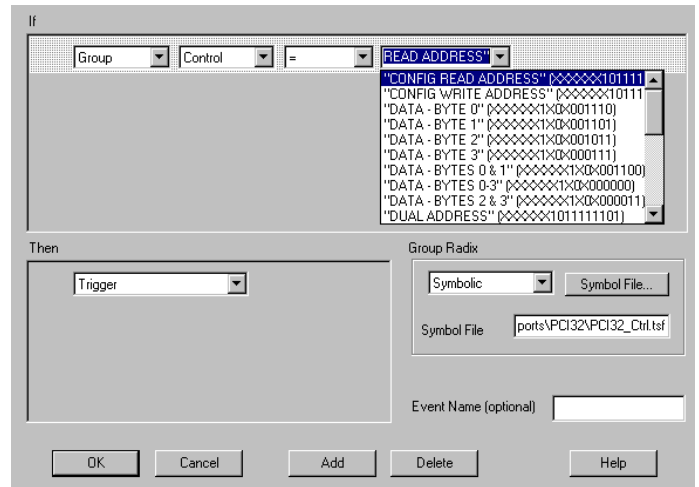 If
Group Control = READ ADDRESS"
"CONFIG READ ADDRESS" (XXXXXX101111
"CONFIG WRITE ADDRESS" (XXXXXX10111
"DATA - BYTE 0" (XXXXXX1X0X001110)
"DATA - BYTE 1" (XXXXXX1X0X001101)
"DATA - BYTE 2" (XXXXXX1X0X001011)
"DATA - BYTE 3" (XXXXXX1X0X000111)
"DATA - BYTES 0 & 1" (XXXXXX1X0X001100)
"DATA - BYTES 0-3" (XXXXXX1X0X000000)
"DATA - BYTES 2 & 3" (XXXXXX1X0X000011)
"DUAL ADDRESS" (XXXXXX1011111101)
Then
Trigger
Group Radix
Symbolic Symbol File...
Symbol File ports\PCI32\PCI32_Ctrl.tsf
Event Name (optional)
OK Cancel Add Delete Help